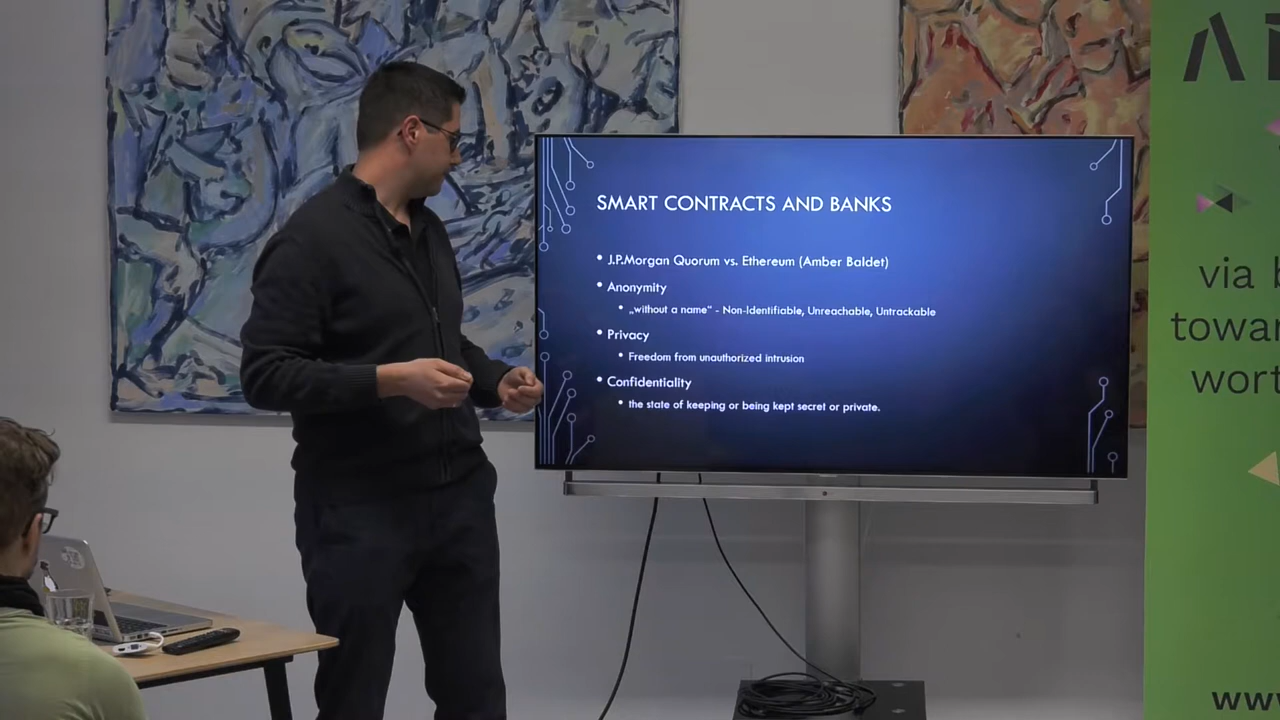 SMART CONTRACTS AND BANKS
• J.P.Morgan Quorum vs. Ethereum (Amber Baldet)
• Anonymity
• „without a name“ - Non-Identifiable, Unreachable, Untrackable
• Privacy
• Freedom from unauthorized intrusion
• Confidentiality
• the state of keeping or being kept secret or private.
via
towar
wort
www